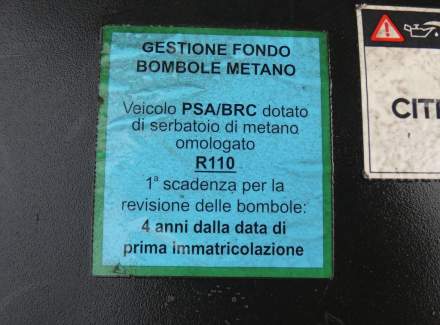 GESTIONE FONDO
BOMBOLE METANO
Veicolo PSA/BRC dotato
di serbatoio di metano
omologato
R110
1ª scadenza per la
revisione delle bombole:
4 anni dalla data di
prima immatricolazione
CIT